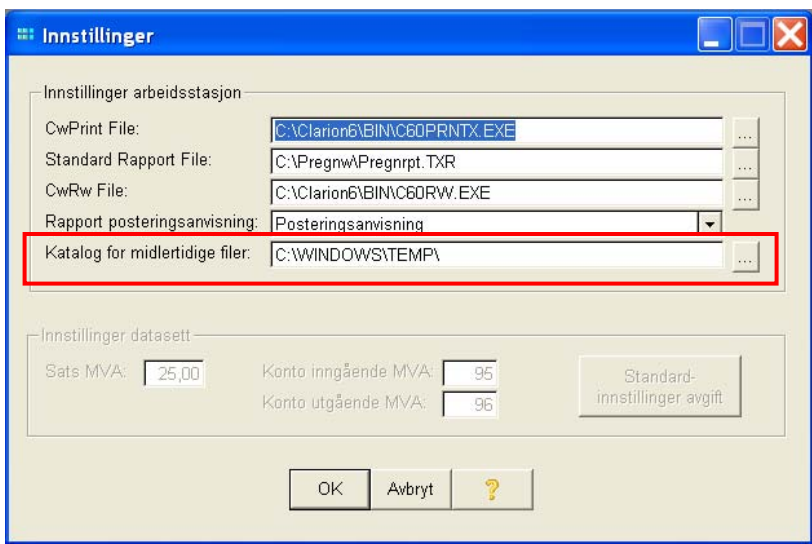 Innstillinger
Innstillinger arbeidsstasjon
CwPrint File: C:\Clarion6\BIN\C60PRNTX.EXE ...
Standard Rapport File: C:\Pregnw\Pregnrpt.TXR ...
CwRw File: C:\Clarion6\BIN\C60RW.EXE ...
Rapport posteringsanvisning: Posteringsanvisning
Katalog for midlertidige filer: C:\WINDOWS\TEMP\ ...
Innstillinger datasett
Sats MVA: 25,00 Konto inngående MVA: 95 Standard-
Konto utgående MVA: 96 innstillinger avgift
OK Avbryt ?